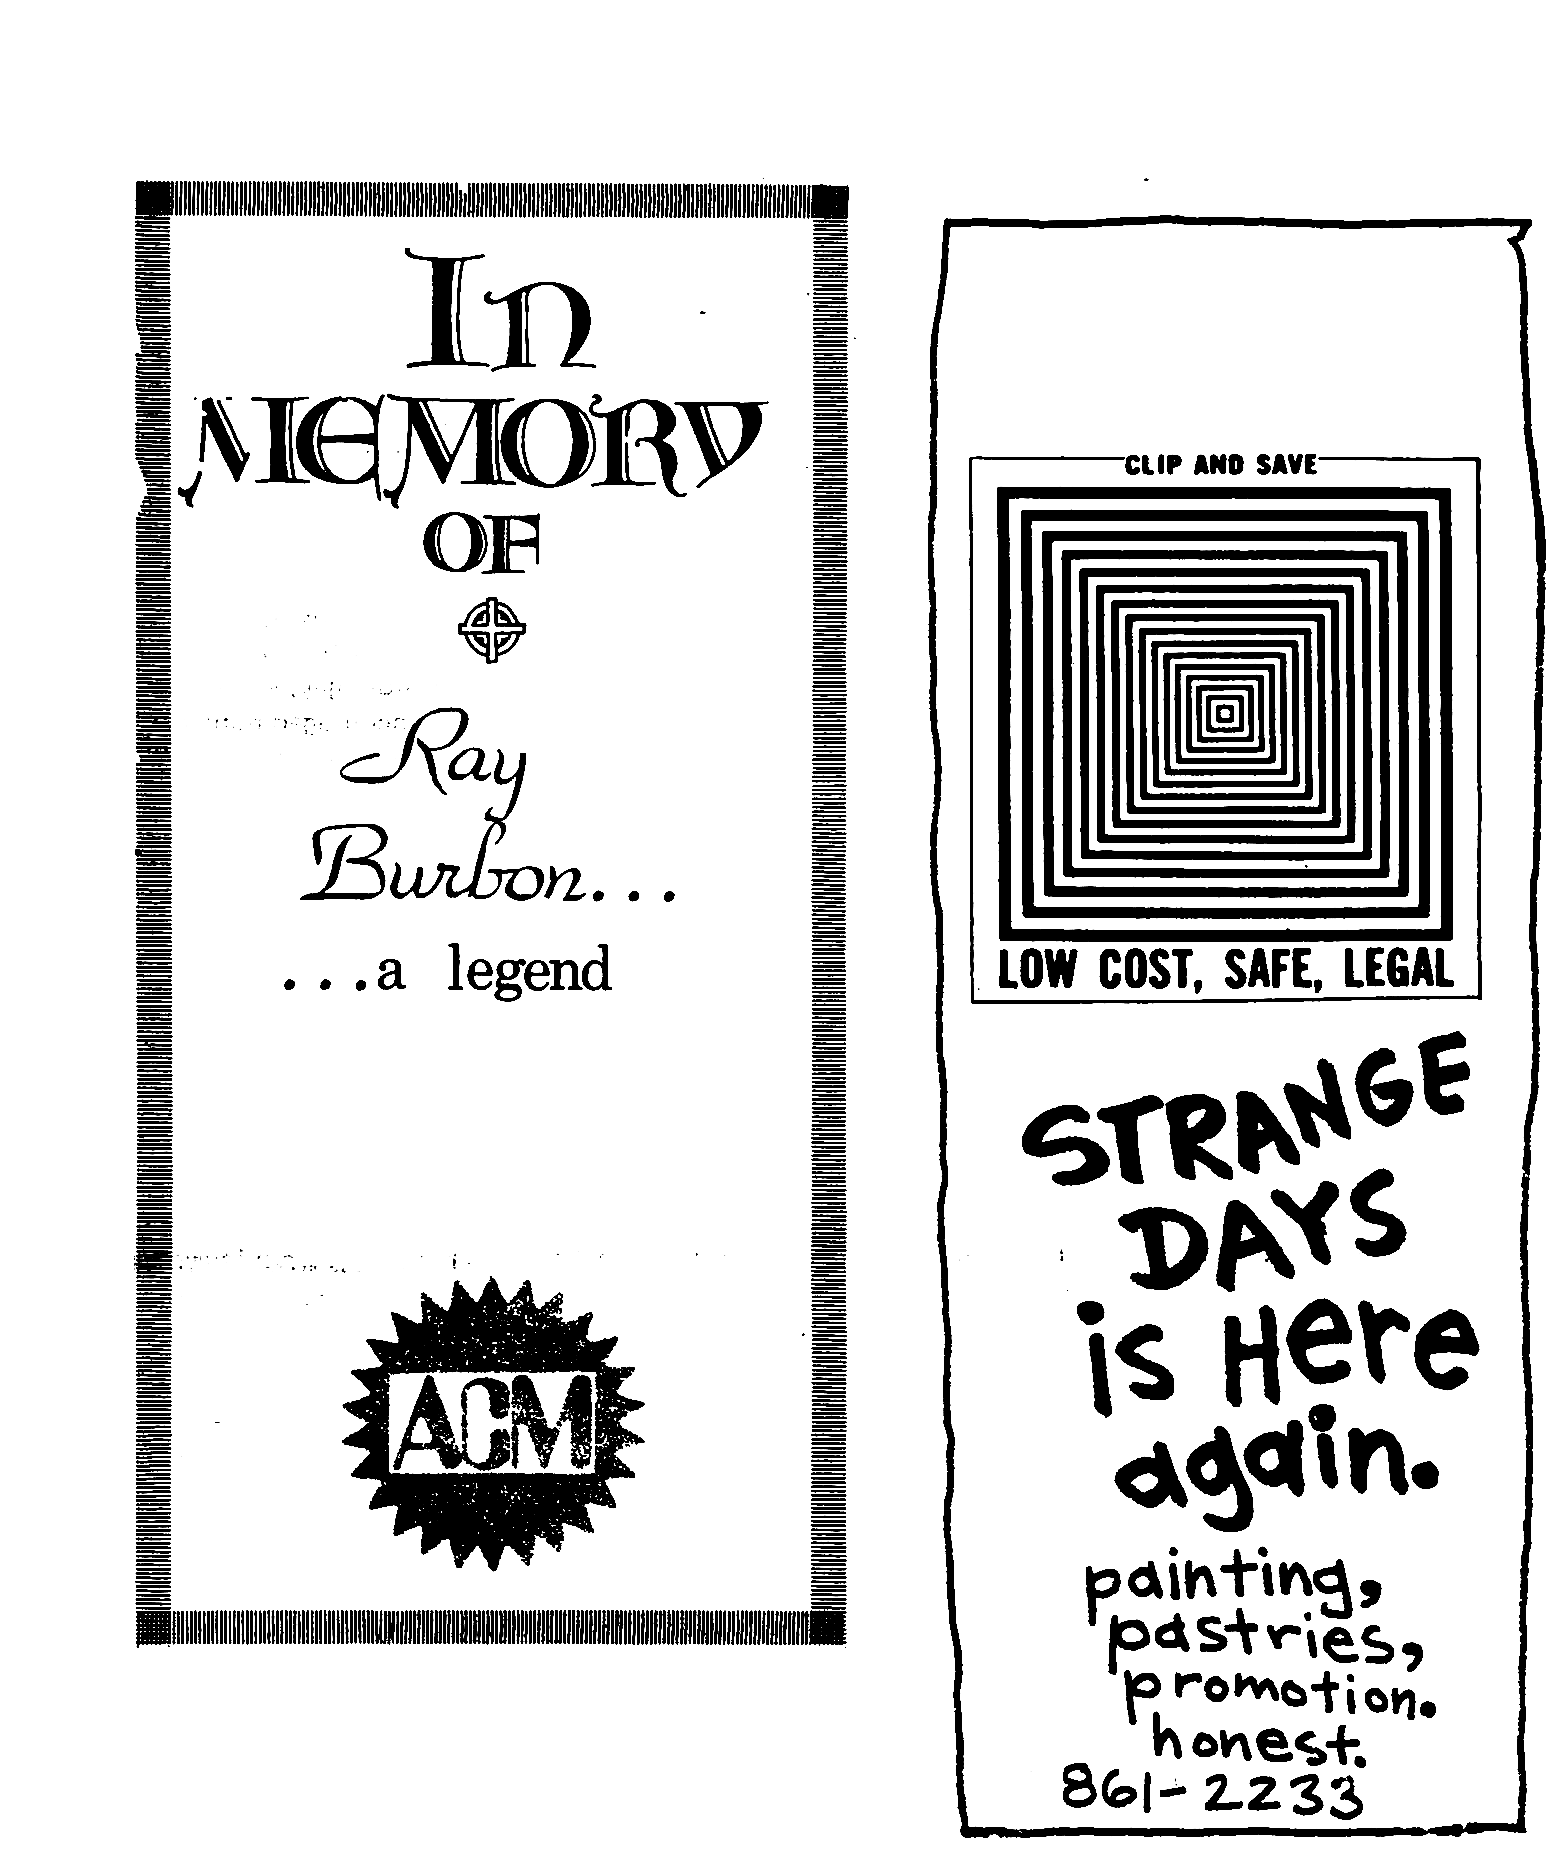 In
MEMORY
OF
Ray
Burbon...
...a legend
ACM
CLIP AND SAVE
LOW COST, SAFE, LEGAL
STRANGE
DAYS
is Here
again.
painting,
pastries,
promotion.
honest.
861-2233